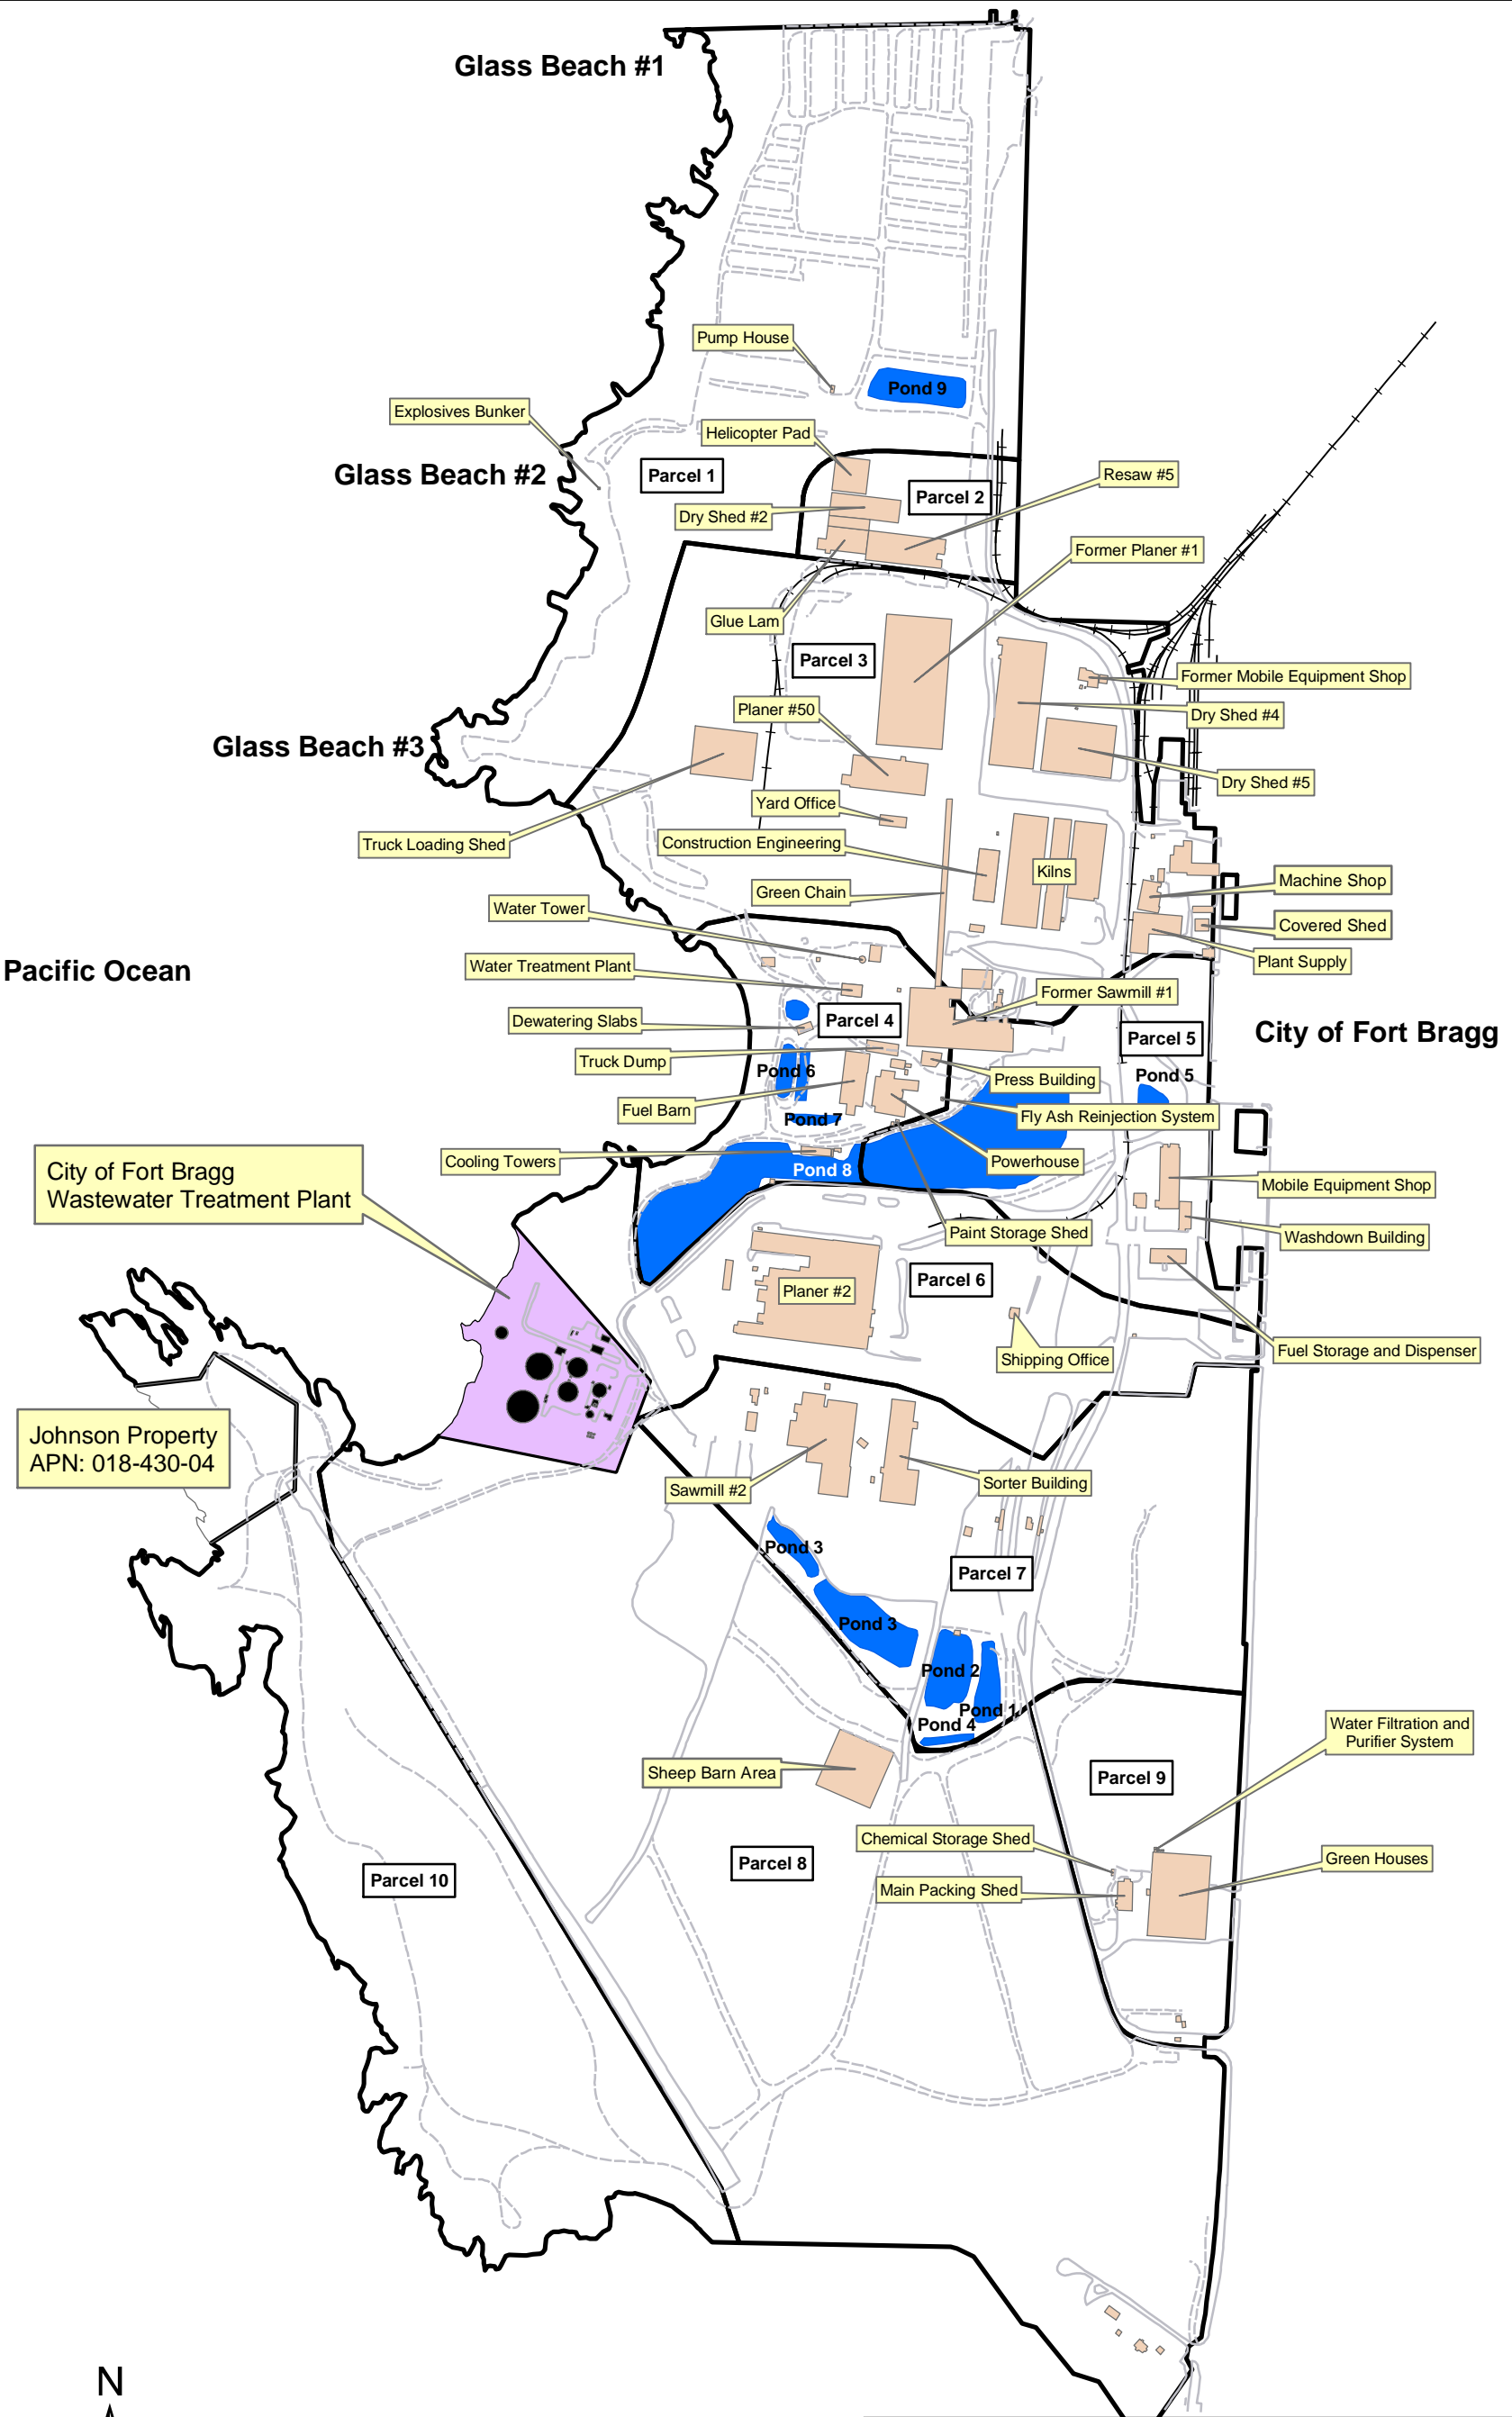 Glass Beach #1
Pump House
Pond 9
Explosives Bunker
Helicopter Pad
Glass Beach #2
Parcel 1
Resaw #5
Parcel 2
Dry Shed #2
Former Planer #1
Glue Lam
Parcel 3
Former Mobile Equipment Shop
Planer #50
Dry Shed #4
Glass Beach #3
Dry Shed #5
Yard Office
Truck Loading Shed
Construction Engineering
Kilns
Machine Shop
Green Chain
Water Tower
Covered Shed
Pacific Ocean
Water Treatment Plant
Plant Supply
Former Sawmill #1
Dewatering Slabs
Parcel 4
City of Fort Bragg
Parcel 5
Truck Dump
Pond 6
Press Building
Pond 5
Fuel Barn
Pond 7
Fly Ash Reinjection System
Cooling Towers
Pond 8
Powerhouse
City of Fort Bragg
Wastewater Treatment Plant
Mobile Equipment Shop
Paint Storage Shed
Washdown Building
Parcel 6
Planer #2
Shipping Office
Fuel Storage and Dispenser
Johnson Property
APN: 018-430-04
Sawmill #2
Sorter Building
Pond 3
Parcel 7
Pond 3
Pond 2
Pond 1
Pond 4
Water Filtration and
Purifier System
Sheep Barn Area
Parcel 9
Chemical Storage Shed
Green Houses
Parcel 8
Parcel 10
Main Packing Shed
N